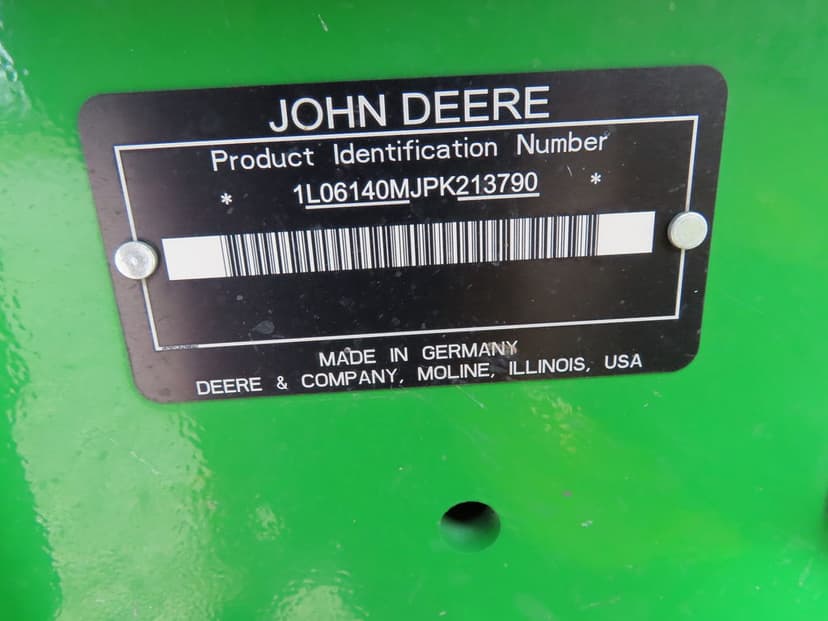 JOHN DEERE
Product Identification Number
* 1L06140MJPK213790 *
MADE IN GERMANY
DEERE & COMPANY, MOLINE, ILLINOIS, USA